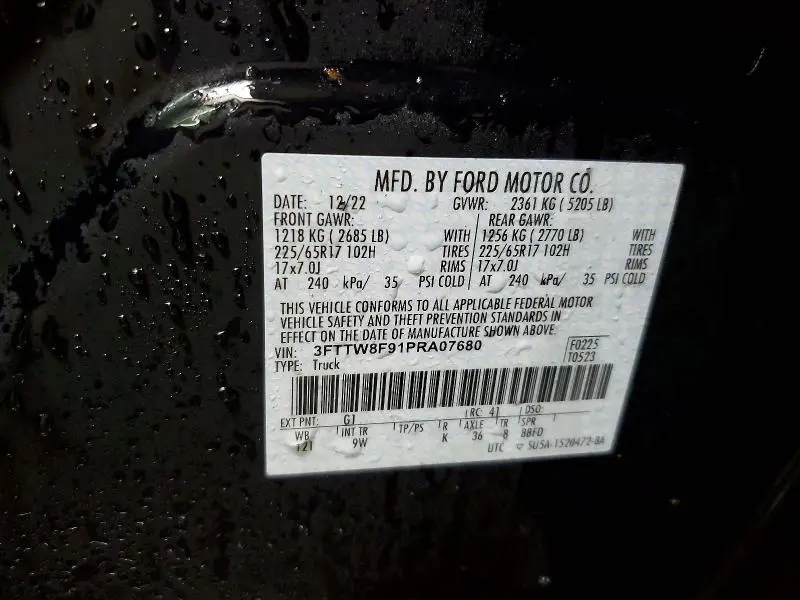 MFD. BY FORD MOTOR CO.
DATE: 12/22 GVWR: 2361 KG ( 5205 LB)
FRONT GAWR: REAR GAWR:
1218 KG ( 2685 LB) WITH 1256 KG ( 2770 LB) WITH
225/65R17 102H TIRES 225/65R17 102H TIRES
17x7.0J RIMS 17x7.0J RIMS
AT 240 kPa/ 35 PSI COLD AT 240 kPa/ 35 PSI COLD
THIS VEHICLE CONFORMS TO ALL APPLICABLE FEDERAL MOTOR
VEHICLE SAFETY AND THEFT PREVENTION STANDARDS IN
EFFECT ON THE DATE OF MANUFACTURE SHOWN ABOVE.
VIN: 3FTTW8F91PRA07680 F0225
TYPE: Truck T0523
EXT PNT: G1 RC: 41 DSO:
WB INT TR TP/PS R AXLE TR SPR
121 9W K 36 8 BBFD
UTC 5U5A-1520472-BA